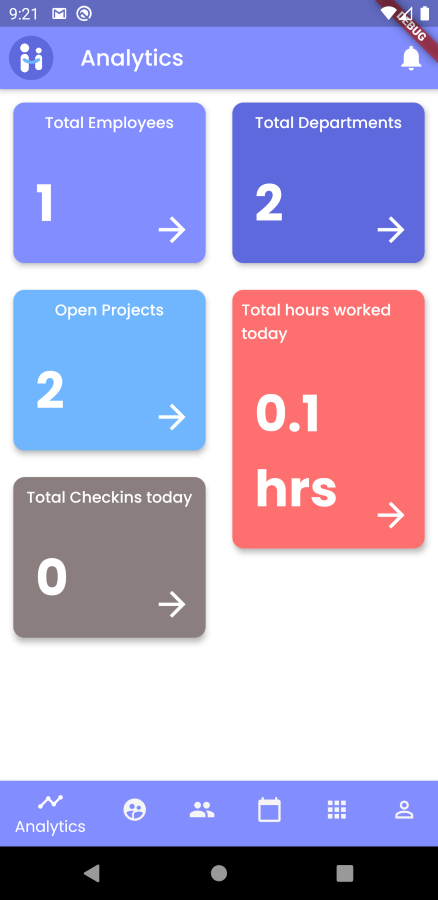 9:21
DEBUG
Analytics
Total Employees
1
Total Departments
2
Open Projects
2
Total hours worked
today
0.1
hrs
Total Checkins today
0
Analytics